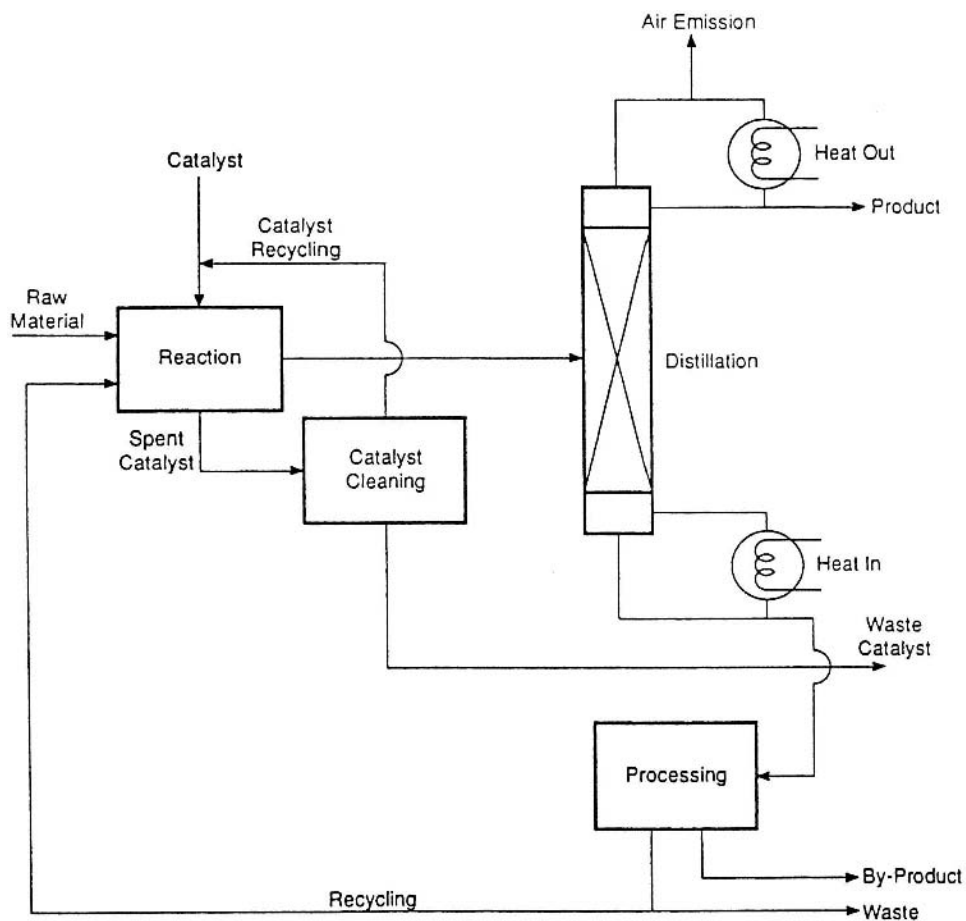 Air Emission
Heat Out
Catalyst
Product
Catalyst
Recycling
Raw
Material
Reaction
Distillation
Spent
Catalyst
Catalyst
Cleaning
Heat In
Waste
Catalyst
Processing
By-Product
Recycling
Waste